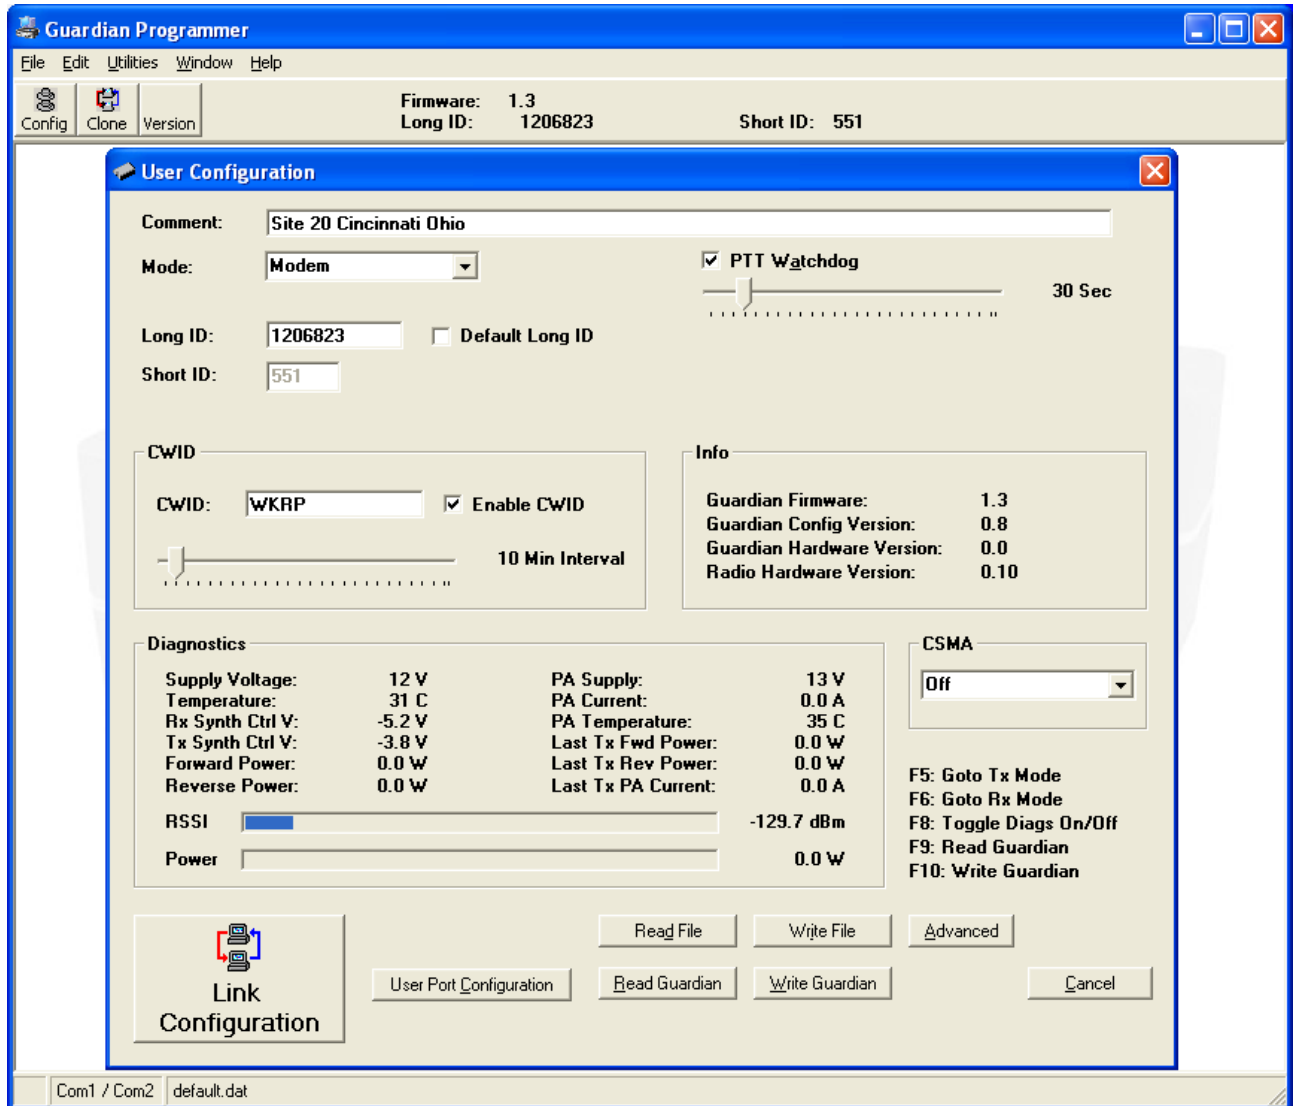 Guardian Programmer
File Edit Utilities Window Help
Config Clone Version
Firmware: 1.3
Long ID: 1206823 Short ID: 551
User Configuration
Comment: Site 20 Cincinnati Ohio
Mode: Modem
PTT Watchdog
30 Sec
Long ID: 1206823 Default Long ID
Short ID: 551
CWID
CWID: WKRP Enable CWID
10 Min Interval
Info
Guardian Firmware: 1.3
Guardian Config Version: 0.8
Guardian Hardware Version: 0.0
Radio Hardware Version: 0.10
Diagnostics
Supply Voltage: 12 V PA Supply: 13 V
Temperature: 31 C PA Current: 0.0 A
Rx Synth Ctrl V: -5.2 V PA Temperature: 35 C
Tx Synth Ctrl V: -3.8 V Last Tx Fwd Power: 0.0 W
Forward Power: 0.0 W Last Tx Rev Power: 0.0 W
Reverse Power: 0.0 W Last Tx PA Current: 0.0 A
RSSI -129.7 dBm
Power 0.0 W
CSMA
Off
F5: Goto Tx Mode
F6: Goto Rx Mode
F8: Toggle Diags On/Off
F9: Read Guardian
F10: Write Guardian
Link
Configuration
Read File Write File Advanced
User Port Configuration Read Guardian Write Guardian Cancel
Com1 / Com2 default.dat